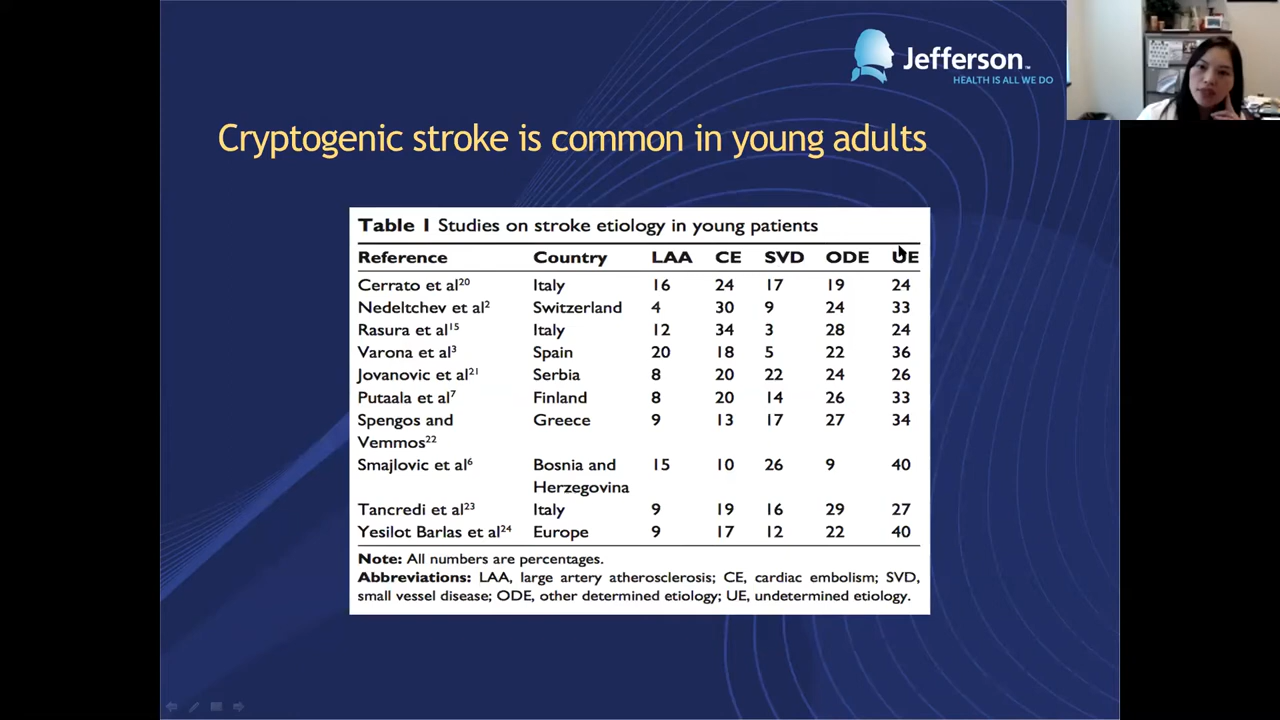 Jefferson™
HEALTH IS ALL WE DO
Cryptogenic stroke is common in young adults
Table 1 Studies on stroke etiology in young patients
Reference Country LAA CE SVD ODE UE
Cerrato et al20 Italy 16 24 17 19 24
Nedeltchev et al2 Switzerland 4 30 9 24 33
Rasura et al15 Italy 12 34 3 28 24
Varona et al3 Spain 20 18 5 22 36
Jovanovic et al21 Serbia 8 20 22 24 26
Putaala et al7 Finland 8 20 14 26 33
Spengos and Greece 9 13 17 27 34
Vemmos22
Smajlovic et al6 Bosnia and 15 10 26 9 40
Herzegovina
Tancredi et al23 Italy 9 19 16 29 27
Yesilot Barlas et al24 Europe 9 17 12 22 40
Note: All numbers are percentages.
Abbreviations: LAA, large artery atherosclerosis; CE, cardiac embolism; SVD,
small vessel disease; ODE, other determined etiology; UE, undetermined etiology.